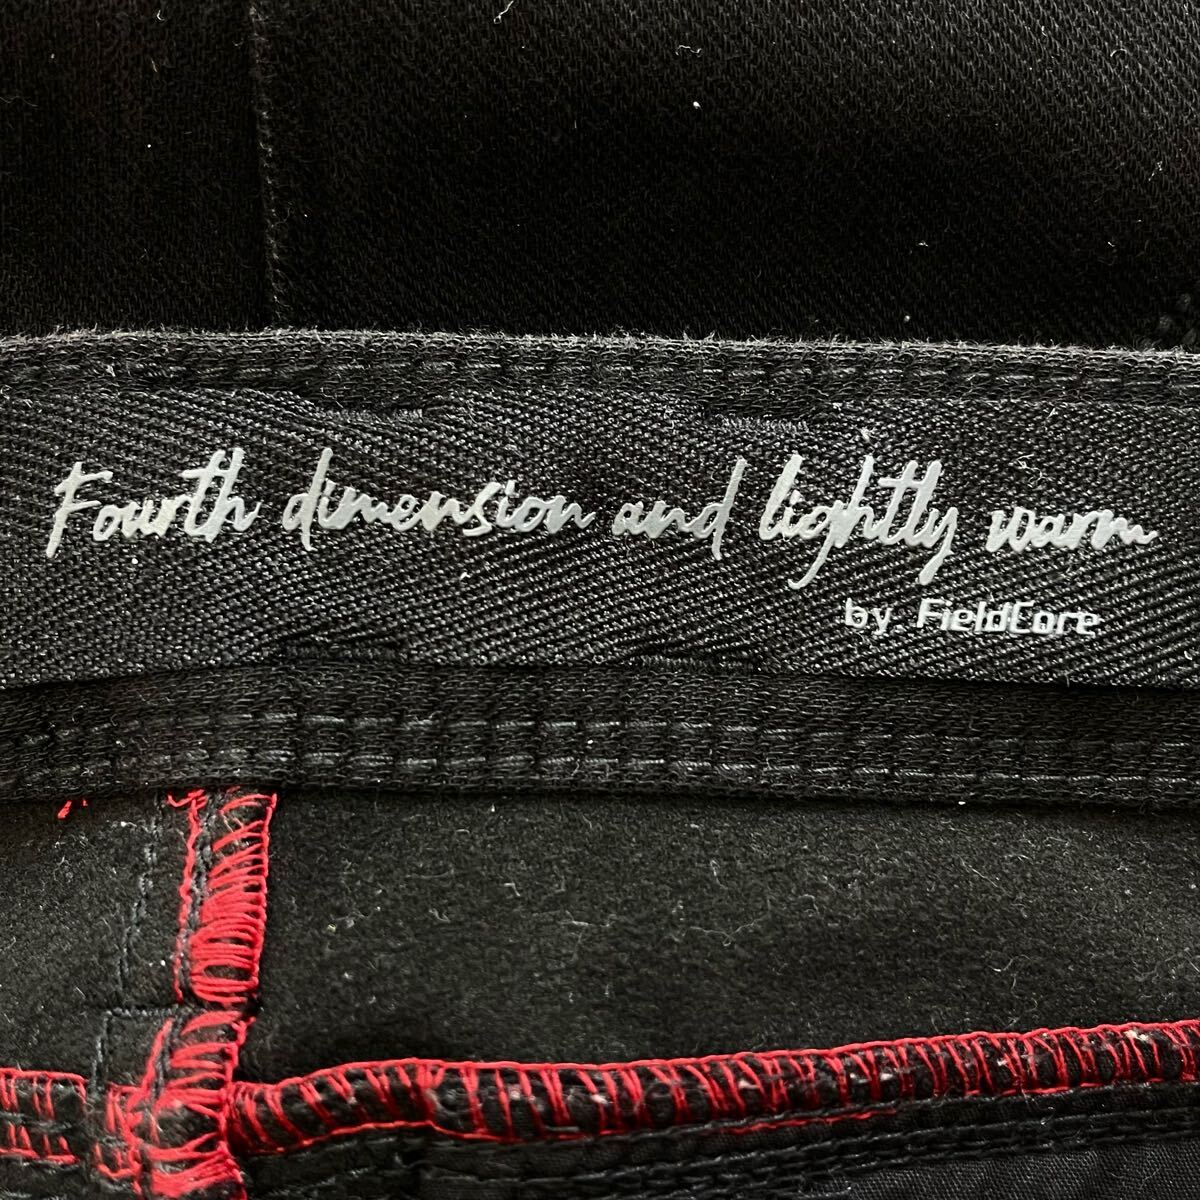 Fourth dimension and lightly warm
by. FieldCore